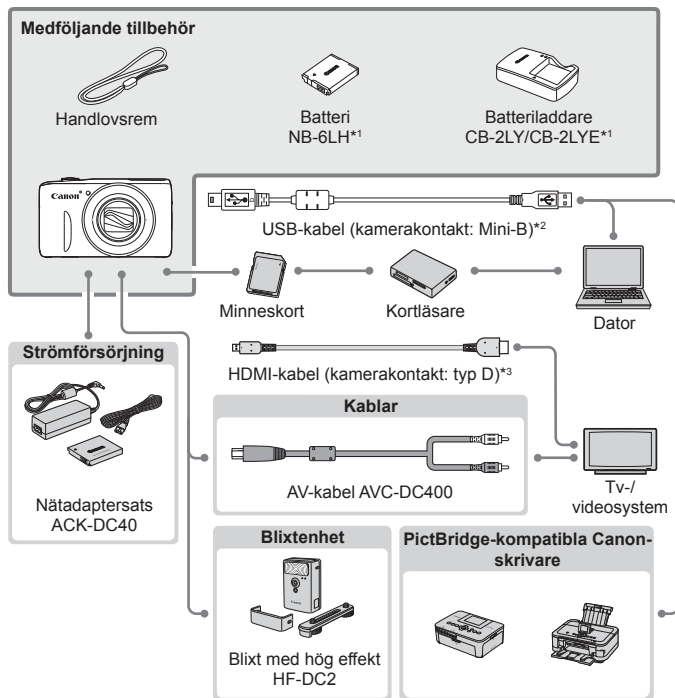 Medföljande tillbehör
Handlovsrem
Batteri
NB-6LH*1
Batteriladdare
CB-2LY/CB-2LYE*1
Canon
USB-kabel (kamerakontakt: Mini-B)*2
Minneskort
Kortläsare
Dator
Strömförsörjning
HDMI-kabel (kamerakontakt: typ D)*3
Kablar
AV-kabel AVC-DC400
Tv-/
videosystem
Nätadaptersats
ACK-DC40
Blixtenhet
Blixt med hög effekt
HF-DC2
PictBridge-kompatibla Canon-
skrivare